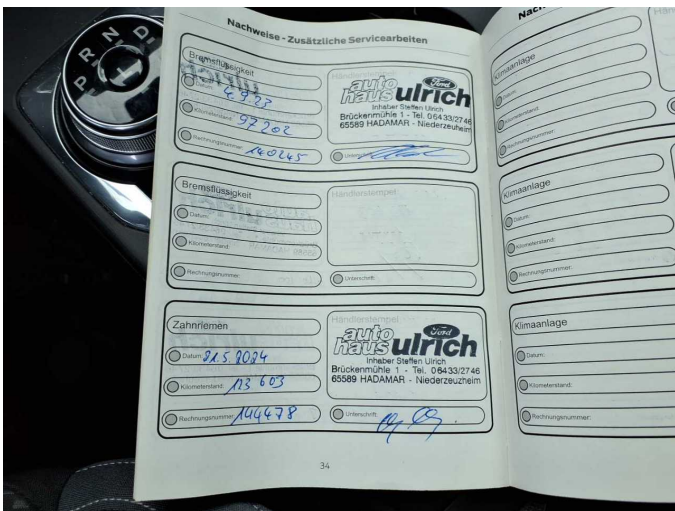 P R N D
Nachweise - Zusätzliche Servicearbeiten
Bremsflüssigkeit
Datum: 4.9.23
Kilometerstand: 97202
Rechnungsnummer: 140245
Händlerstempel
auto haus ulrich Ford
Inhaber Steffen Ulrich
Brückenmühle 1 - Tel. 06433/2746
65589 HADAMAR - Niederzeuzheim
Unterschrift:
Bremsflüssigkeit
Datum:
Kilometerstand:
Rechnungsnummer:
Händlerstempel
Unterschrift:
Zahnriemen
Datum: 21.5.2024
Kilometerstand: 113 603
Rechnungsnummer: 144478
Händlerstempel
auto haus ulrich Ford
Inhaber Steffen Ulrich
Brückenmühle 1 - Tel. 06433/2746
65589 HADAMAR - Niederzeuzheim
Unterschrift:
34
Klimaanlage
Datum:
Kilometerstand:
Rechnungsnummer:
Klimaanlage
Datum:
Kilometerstand:
Rechnungsnummer:
Klimaanlage
Datum:
Kilometerstand:
Rechnungsnummer: